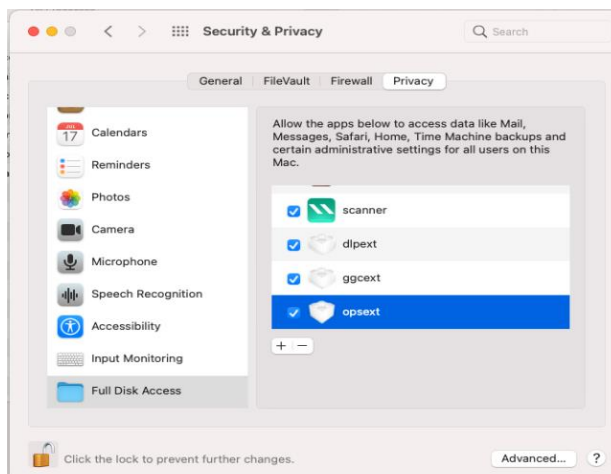 Security & Privacy
Search
General
FileVault
Firewall
Privacy
JUL
17
Calendars
Reminders
Photos
Camera
Microphone
Speech Recognition
Accessibility
Input Monitoring
Full Disk Access
Allow the apps below to access data like Mail,
Messages, Safari, Home, Time Machine backups and
certain administrative settings for all users on this
Mac.
scanner
dlpext
ggcext
opsext
+ −
Click the lock to prevent further changes.
Advanced...
?